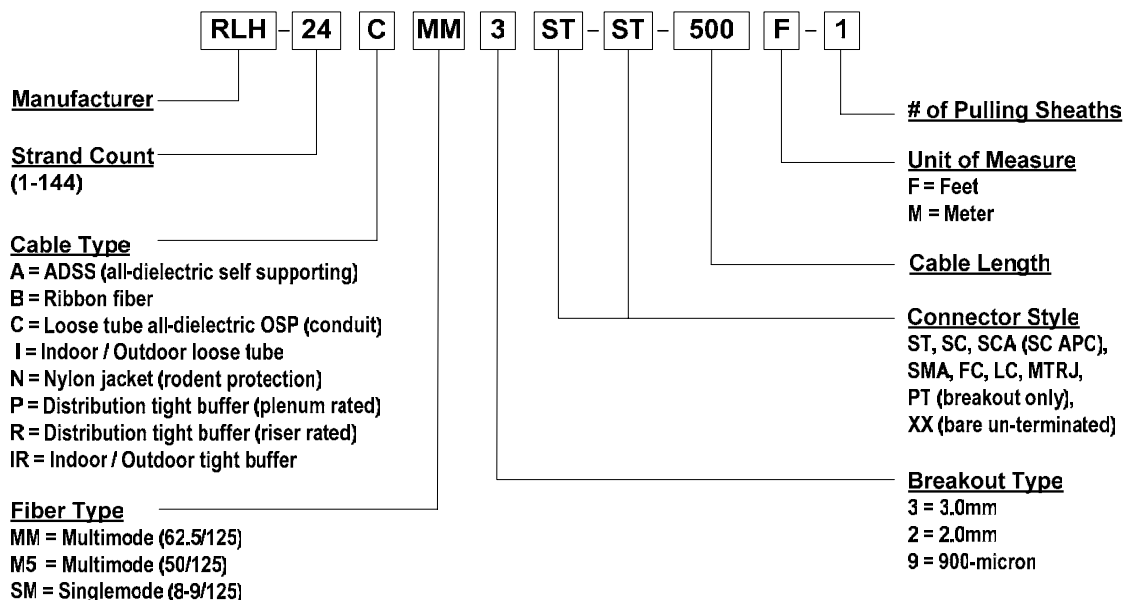 RLH - 24 C MM 3 ST - ST - 500 F - 1
Manufacturer
Strand Count
(1-144)
Cable Type
A = ADSS (all-dielectric self supporting)
B = Ribbon fiber
C = Loose tube all-dielectric OSP (conduit)
I = Indoor / Outdoor loose tube
N = Nylon jacket (rodent protection)
P = Distribution tight buffer (plenum rated)
R = Distribution tight buffer (riser rated)
IR = Indoor / Outdoor tight buffer
Fiber Type
MM = Multimode (62.5/125)
M5 = Multimode (50/125)
SM = Singlemode (8-9/125)
# of Pulling Sheaths
Unit of Measure
F = Feet
M = Meter
Cable Length
Connector Style
ST, SC, SCA (SC APC),
SMA, FC, LC, MTRJ,
PT (breakout only),
XX (bare un-terminated)
Breakout Type
3 = 3.0mm
2 = 2.0mm
9 = 900-micron